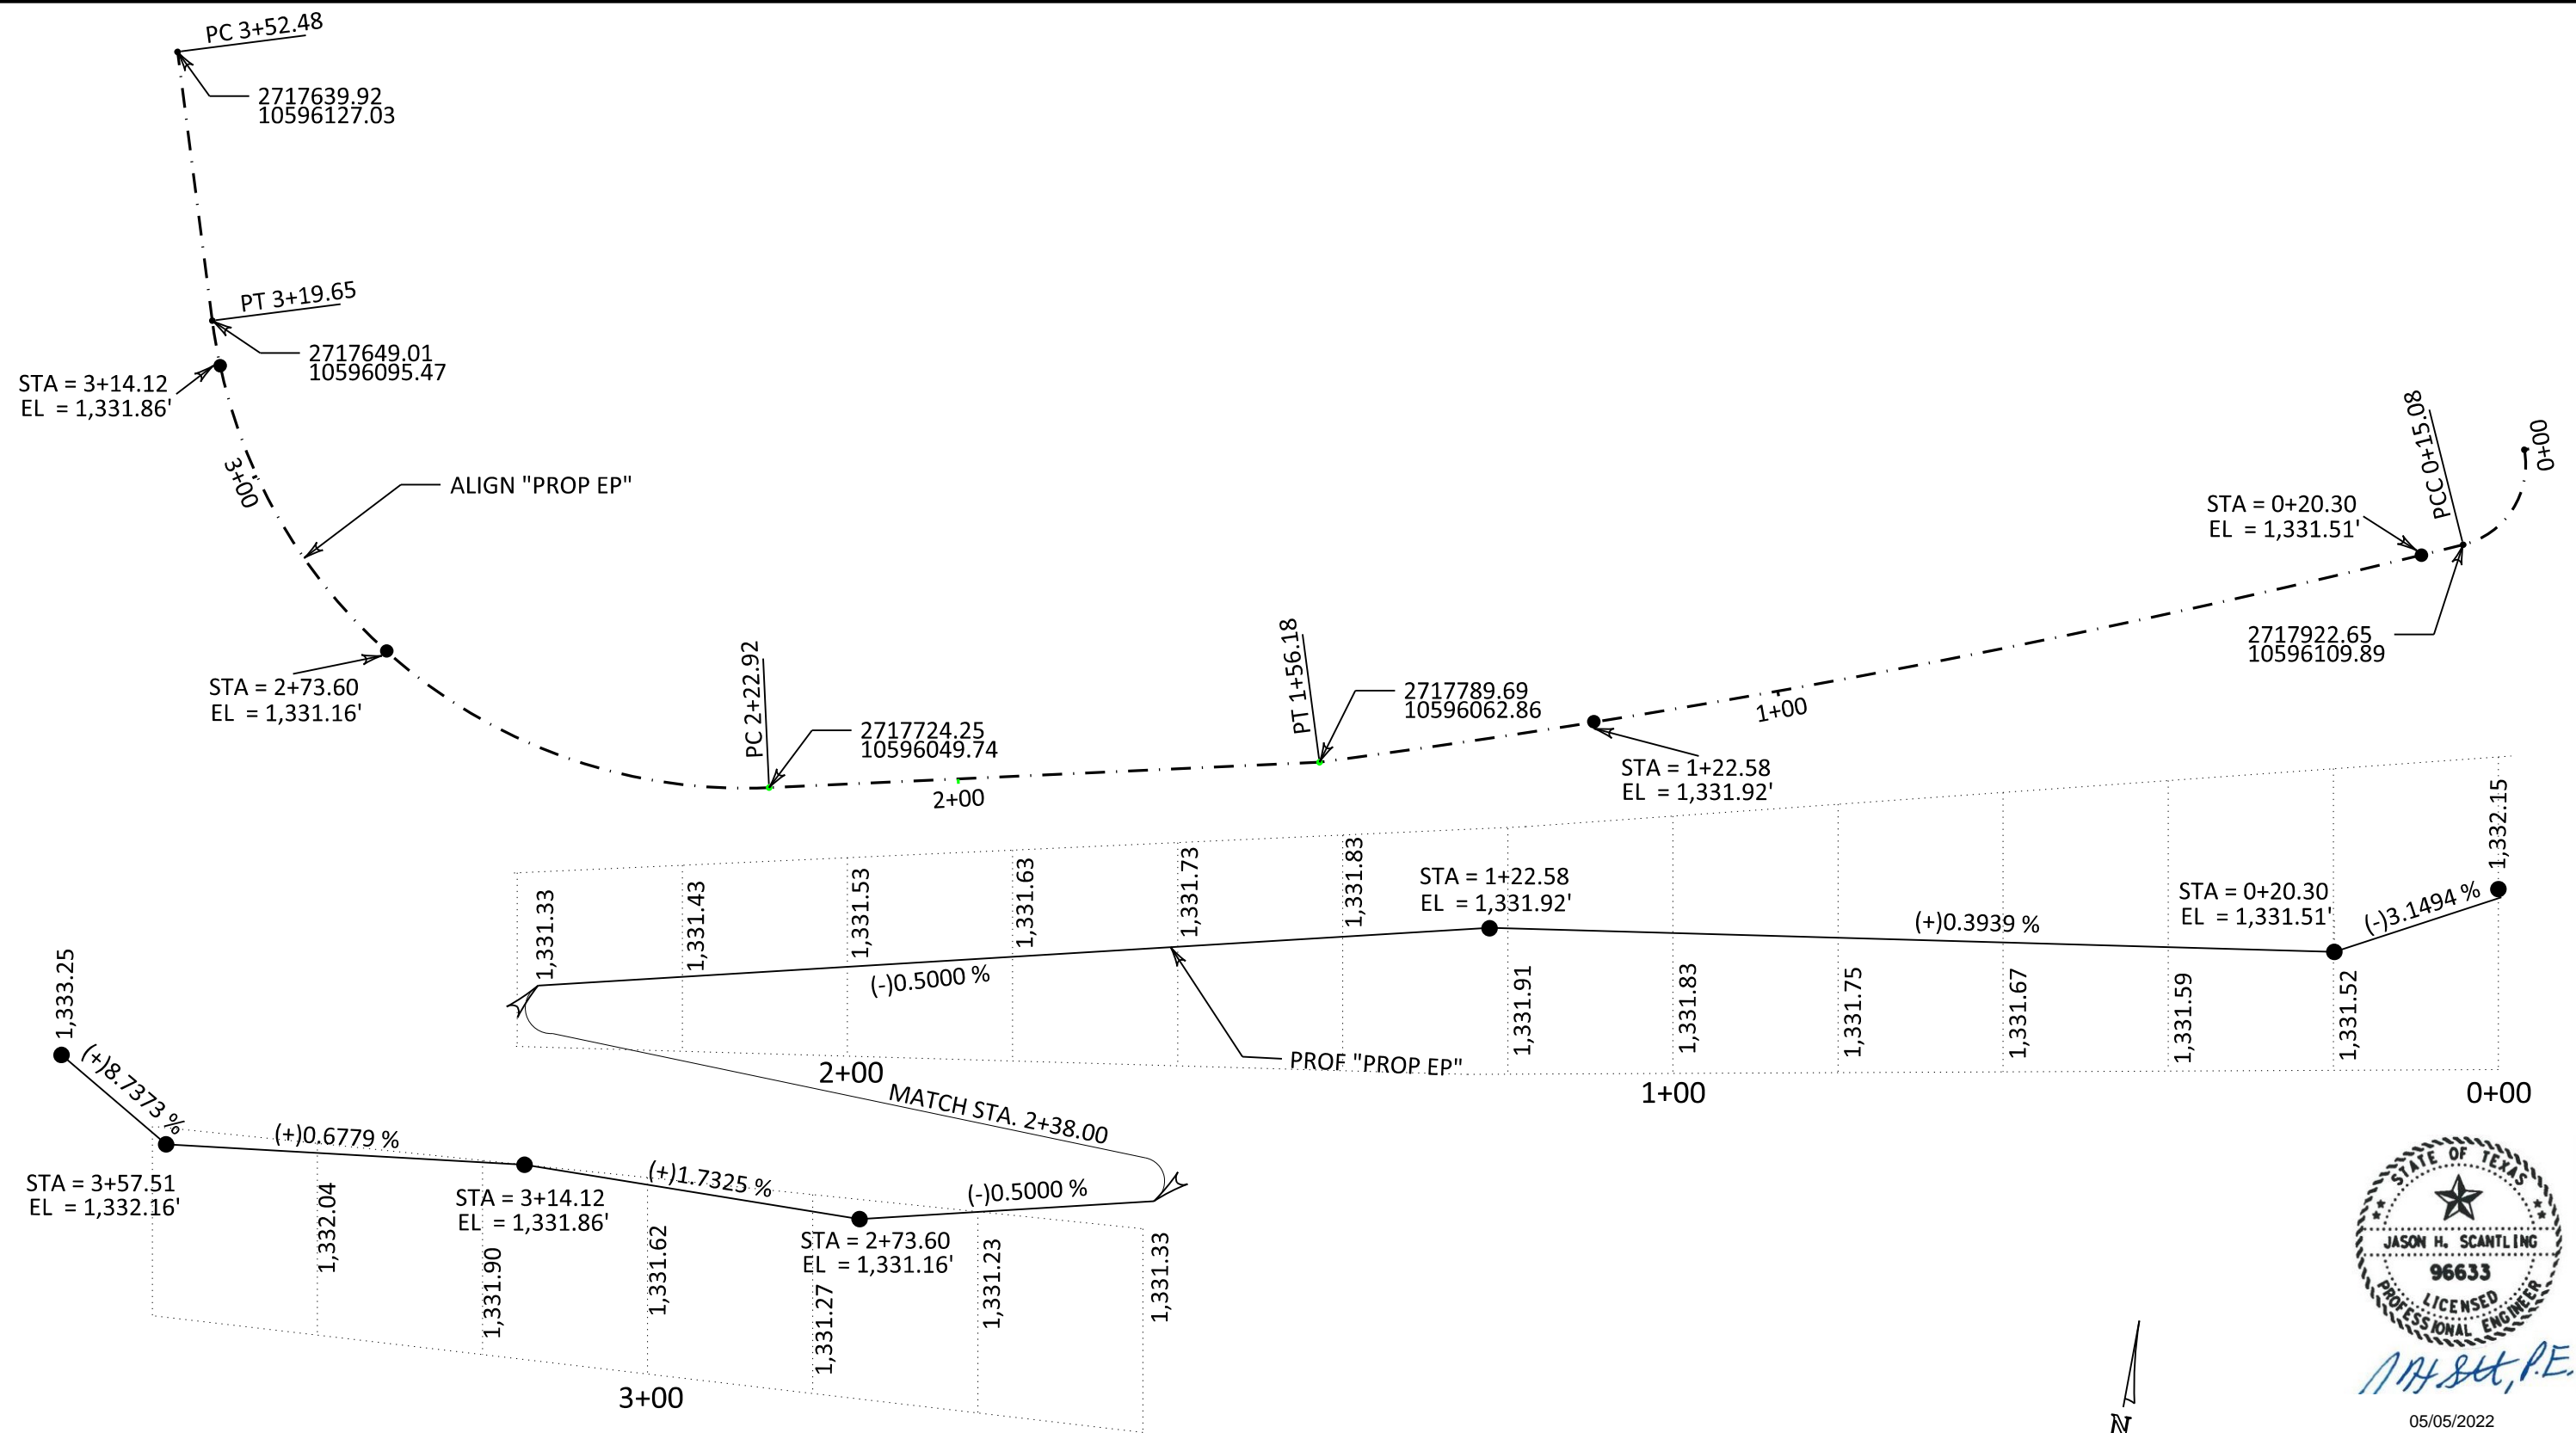 PC 3+52.48
2717639.92
10596127.03
PT 3+19.65
2717649.01
10596095.47
STA = 3+14.12
EL = 1,331.86'
3+00
ALIGN "PROP EP"
STA = 2+73.60
EL = 1,331.16'
PC 2+22.92
2717724.25
10596049.74
2+00
PT 1+56.18
2717789.69
10596062.86
STA = 1+22.58
EL = 1,331.92'
1+00
STA = 0+20.30
EL = 1,331.51'
PCC 0+15.08
0+00
2717922.65
10596109.89
1,331.33
1,331.43
1,331.53
1,331.63
1,331.73
1,331.83
STA = 1+22.58
EL = 1,331.92'
(+)0.3939 %
STA = 0+20.30
EL = 1,331.51'
(-)3.1494 %
1,332.15
(-)0.5000 %
1,331.91
1,331.83
1,331.75
1,331.67
1,331.59
1,331.52
PROF "PROP EP"
2+00
1+00
0+00
MATCH STA. 2+38.00
1,333.25
(+)8.7373 %
(+)0.6779 %
(+)1.7325 %
(-)0.5000 %
STA = 3+57.51
EL = 1,332.16'
1,332.04
STA = 3+14.12
EL = 1,331.86'
1,331.90
1,331.62
STA = 2+73.60
EL = 1,331.16'
1,331.27
1,331.23
1,331.33
3+00
N
STATE OF TEXAS
JASON H. SCANTLING
96633
LICENSED
PROFESSIONAL ENGINEER
P.E.
05/05/2022